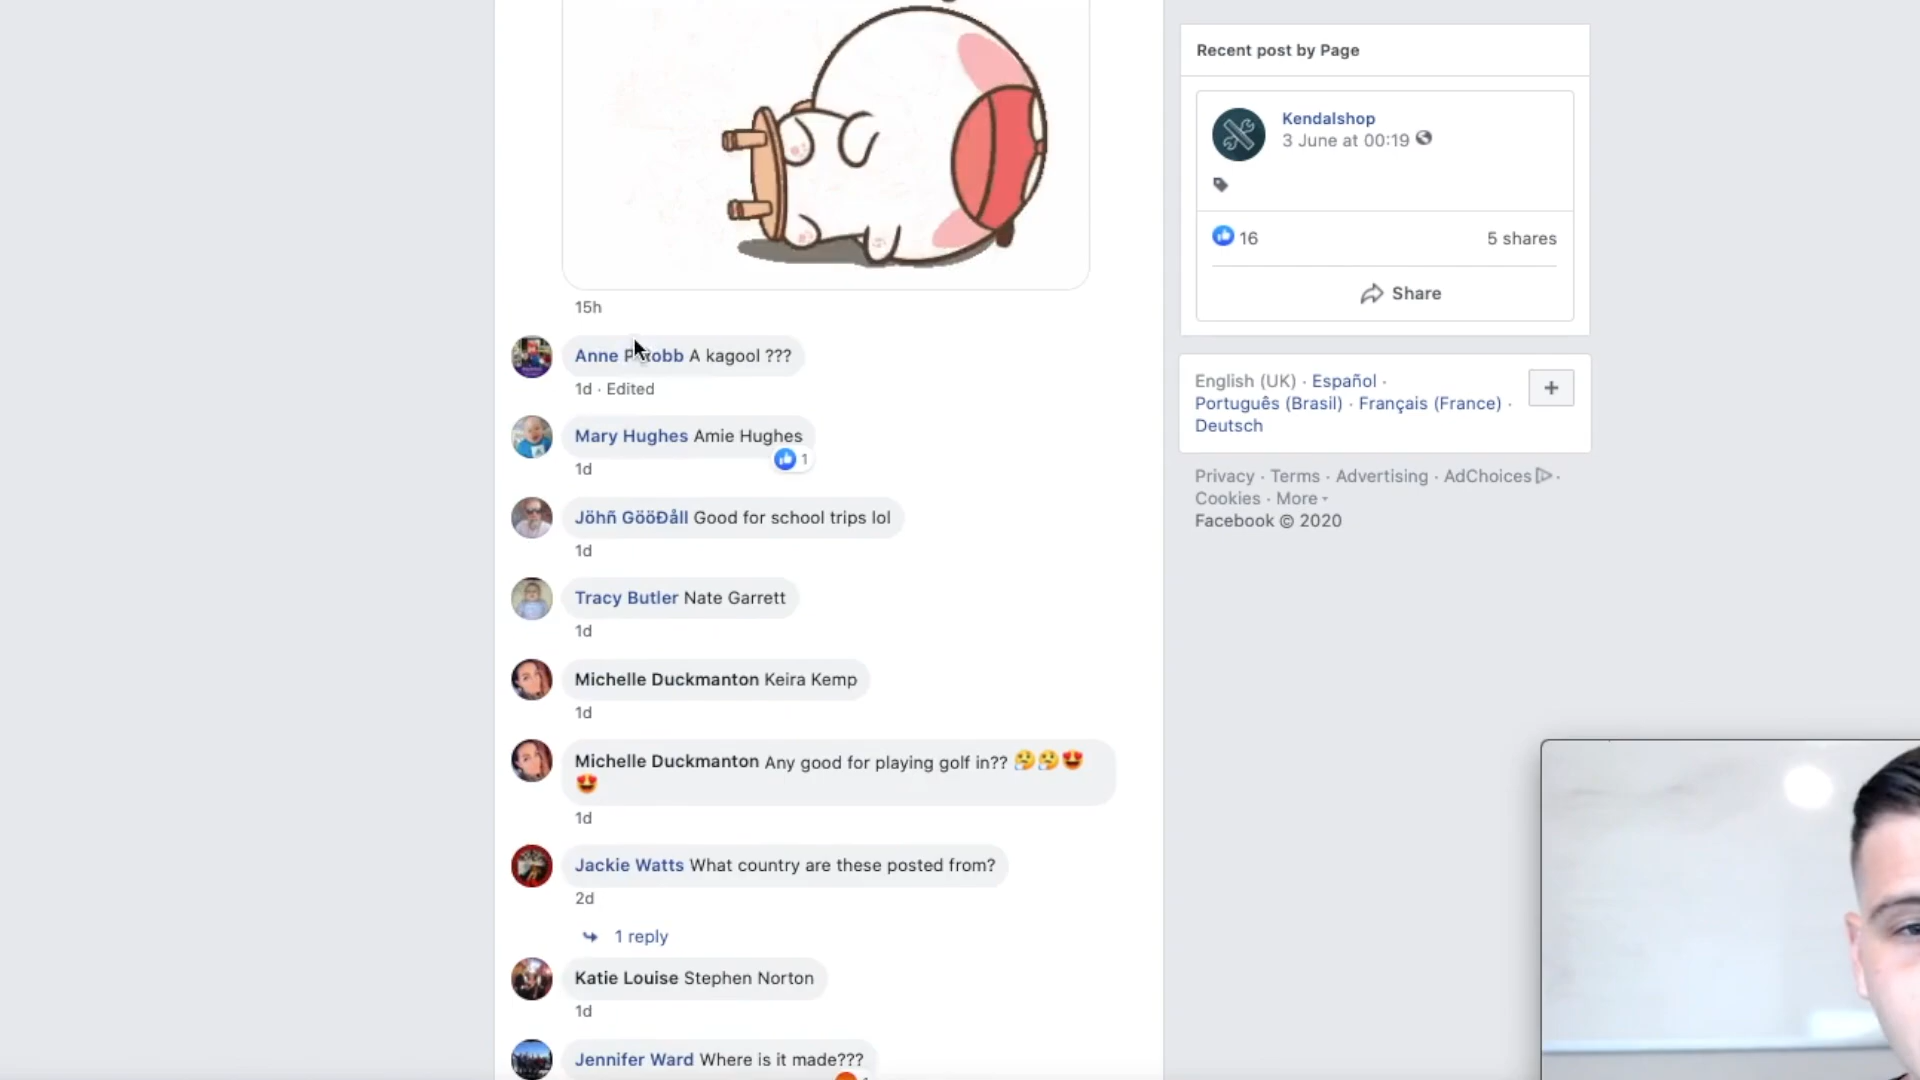 15h
Anne P robb A kagool ???
1d · Edited
Mary Hughes Amie Hughes
1
1d
Jöhñ GööÐåll Good for school trips lol
1d
Tracy Butler Nate Garrett
1d
Michelle Duckmanton Keira Kemp
1d
Michelle Duckmanton Any good for playing golf in?? 🤔🤔😍
😍
1d
Jackie Watts What country are these posted from?
2d
1 reply
Katie Louise Stephen Norton
1d
Jennifer Ward Where is it made???
Recent post by Page
Kendalshop
3 June at 00:19
16
5 shares
Share
English (UK) · Español ·
Português (Brasil) · Français (France) ·
Deutsch
+
Privacy · Terms · Advertising · AdChoices ·
Cookies · More
Facebook © 2020